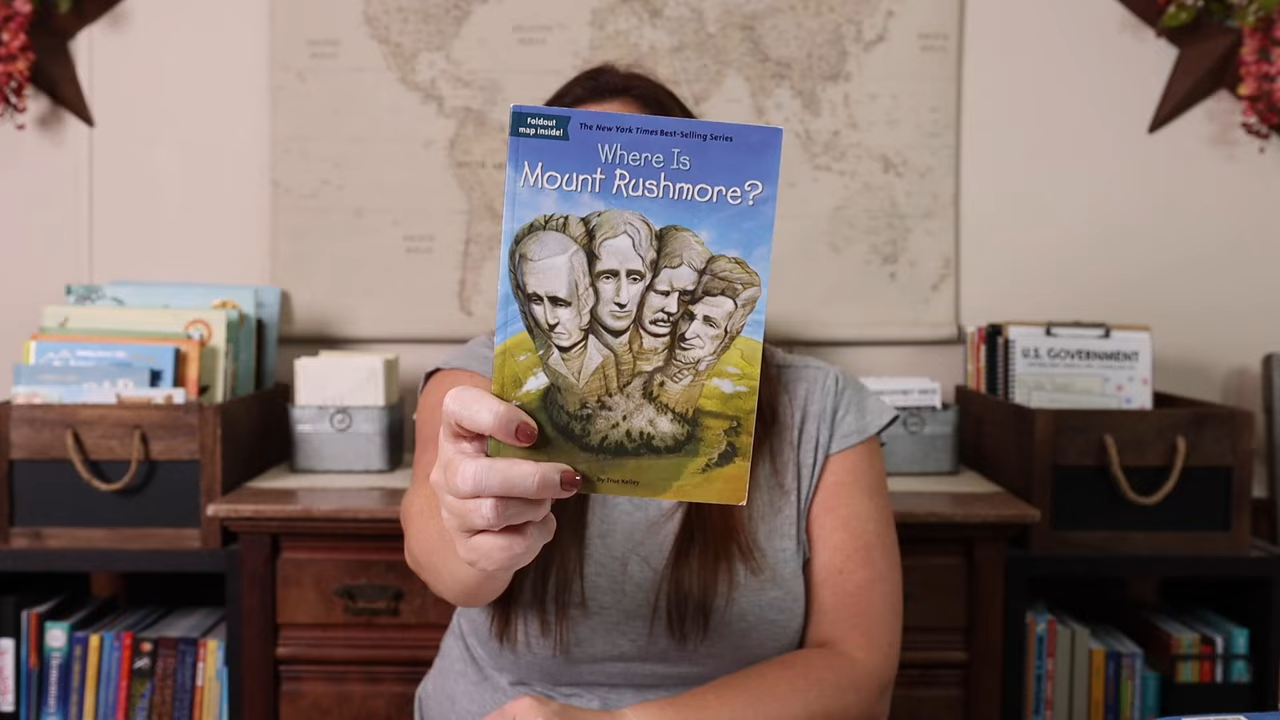 Foldout
map inside!
The New York Times Best-Selling Series
Where Is
Mount Rushmore?
by True Kelley
U.S. GOVERNMENT